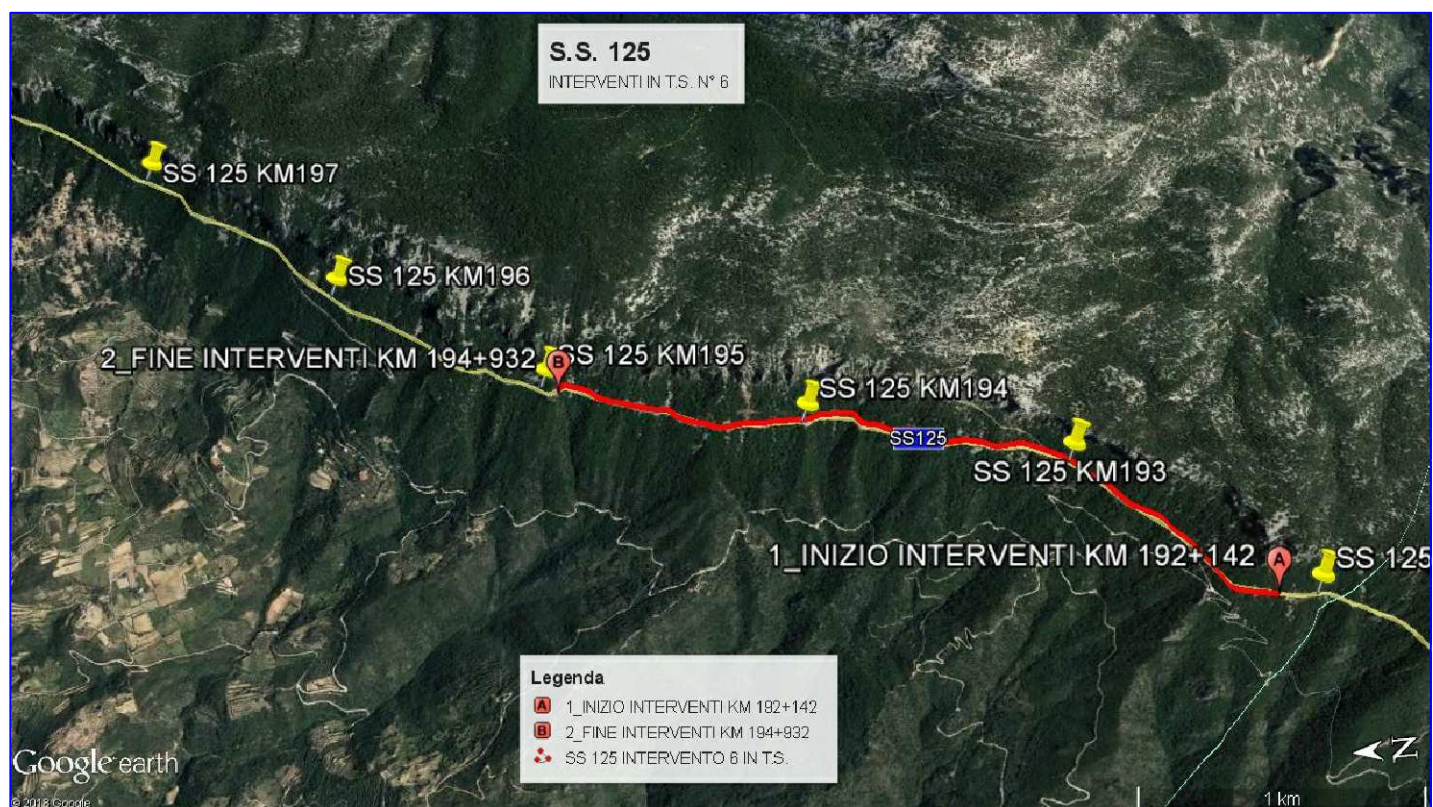 S.S. 125
INTERVENTI IN T.S. N° 6
SS 125 KM197
SS 125 KM196
2_FINE INTERVENTI KM 194+932
B
SS 125 KM195
SS 125 KM194
SS125
SS 125 KM193
1_INIZIO INTERVENTI KM 192+142
A
SS 125
Legenda
A 1_INIZIO INTERVENTI KM 192+142
B 2_FINE INTERVENTI KM 194+932
SS 125 INTERVENTO 6 IN T.S.
Google earth
© 2018 Google
N
1 km